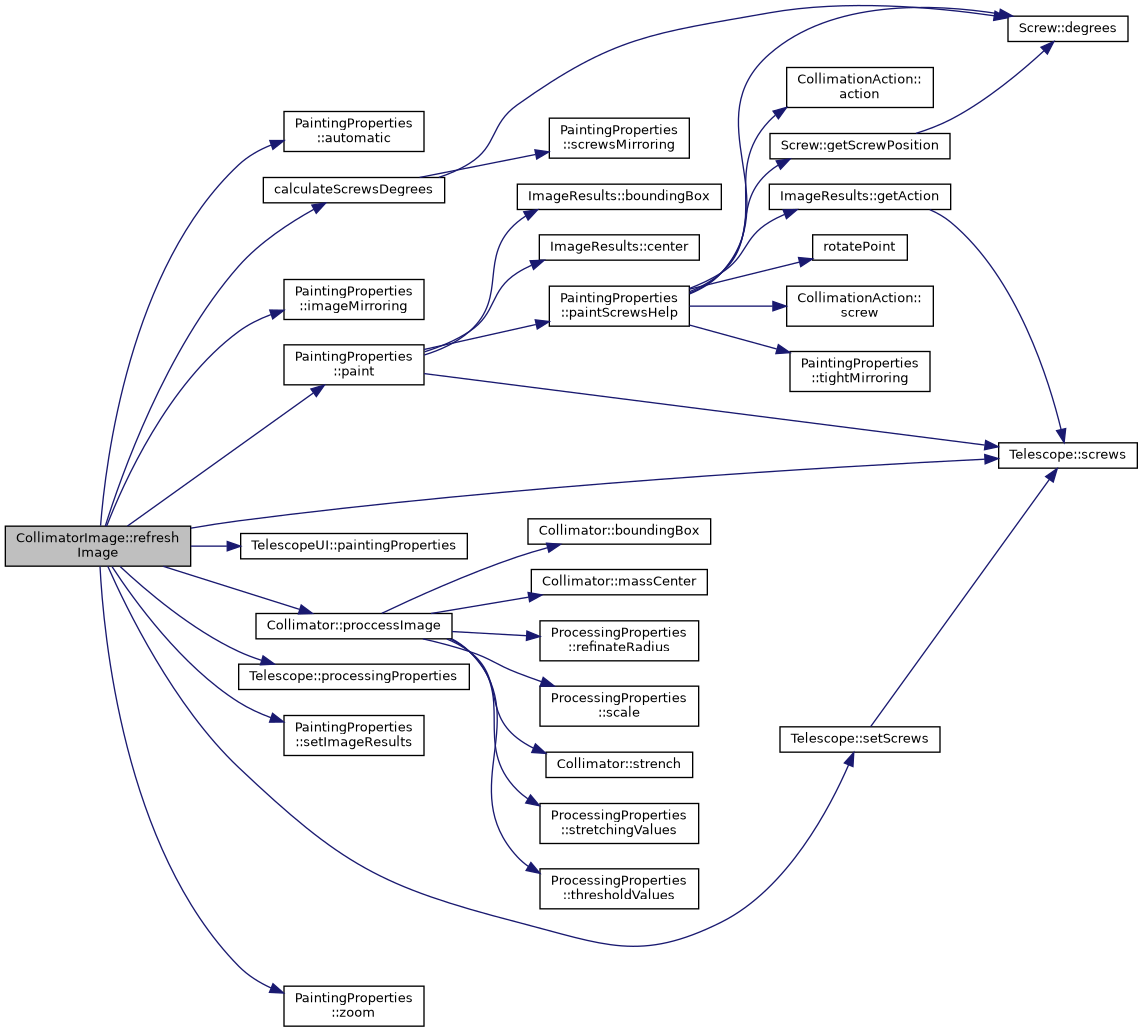 Screw::degrees
CollimationAction::
action
PaintingProperties
::automatic
PaintingProperties
::screwsMirroring
Screw::getScrewPosition
calculateScrewsDegrees
ImageResults::boundingBox
ImageResults::getAction
ImageResults::center
rotatePoint
PaintingProperties
::imageMirroring
PaintingProperties
::paintScrewsHelp
CollimationAction::
screw
PaintingProperties
::paint
PaintingProperties
::tightMirroring
Telescope::screws
CollimatorImage::refresh
Image
TelescopeUI::paintingProperties
Collimator::boundingBox
Collimator::massCenter
Collimator::proccessImage
ProcessingProperties
::refinateRadius
Telescope::processingProperties
ProcessingProperties
::scale
PaintingProperties
::setImageResults
Telescope::setScrews
Collimator::strench
ProcessingProperties
::stretchingValues
ProcessingProperties
::thresholdValues
PaintingProperties
::zoom